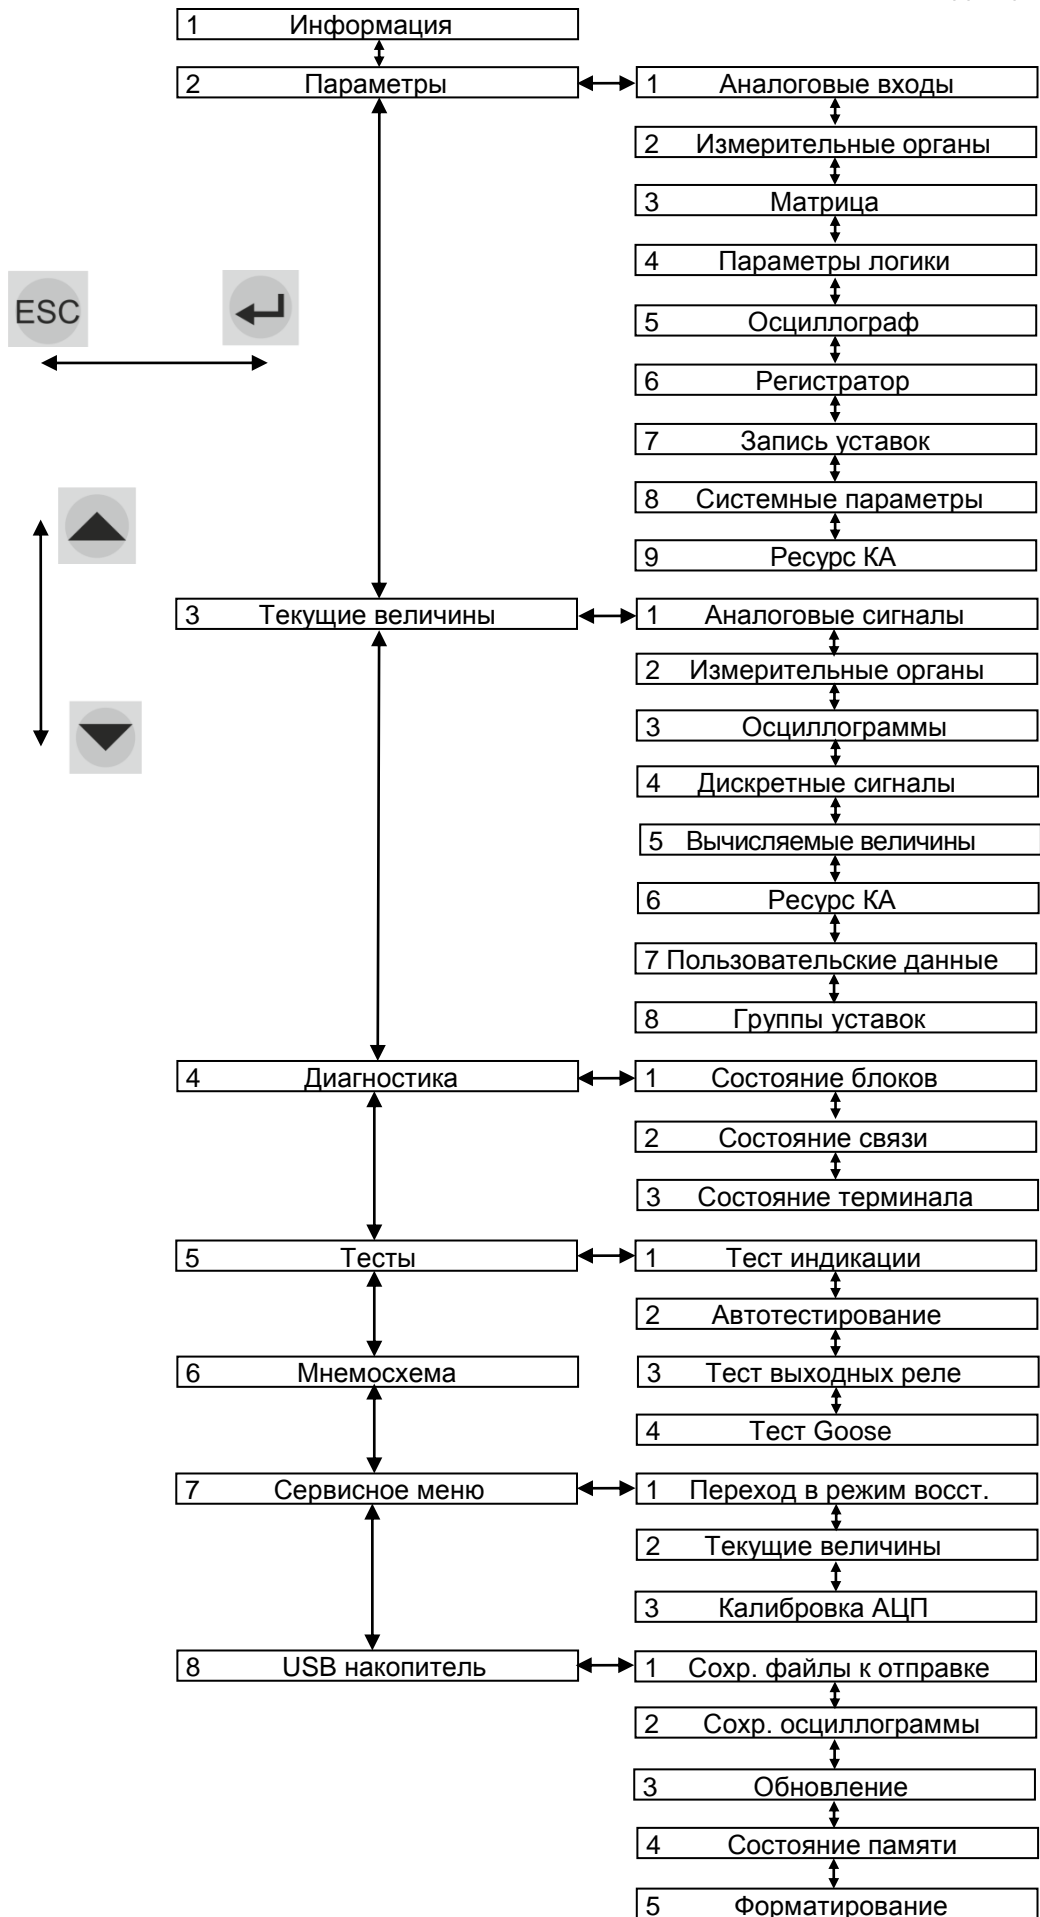 1 Информация
2 Параметры
1 Аналоговые входы
2 Измерительные органы
3 Матрица
4 Параметры логики
5 Осциллограф
6 Регистратор
7 Запись уставок
8 Системные параметры
9 Ресурс КА
ESC
3 Текущие величины
1 Аналоговые сигналы
2 Измерительные органы
3 Осциллограммы
4 Дискретные сигналы
5 Вычисляемые величины
6 Ресурс КА
7 Пользовательские данные
8 Группы уставок
4 Диагностика
1 Состояние блоков
2 Состояние связи
3 Состояние терминала
5 Тесты
1 Тест индикации
2 Автотестирование
3 Тест выходных реле
4 Тест Goose
6 Мнемосхема
7 Сервисное меню
1 Переход в режим восст.
2 Текущие величины
3 Калибровка АЦП
8 USB накопитель
1 Сохр. файлы к отправке
2 Сохр. осциллограммы
3 Обновление
4 Состояние памяти
5 Форматирование